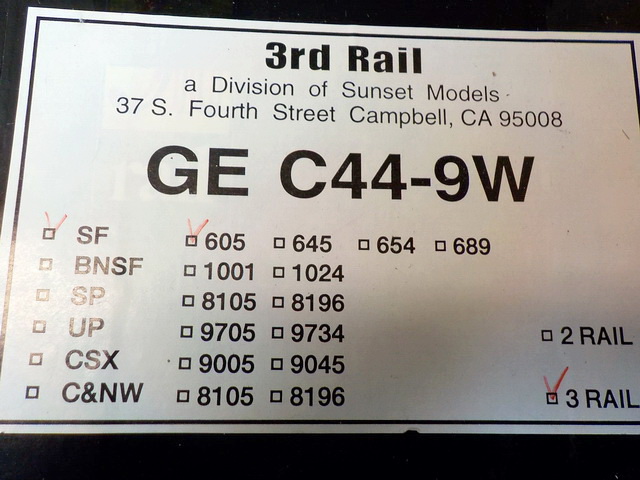 3rd Rail
a Division of Sunset Models
37 S. Fourth Street Campbell, CA 95008
GE C44-9W
SF 605 645 654 689
BNSF 1001 1024
SP 8105 8196
UP 9705 9734 2 RAIL
CSX 9005 9045
C&NW 8105 8196 3 RAIL